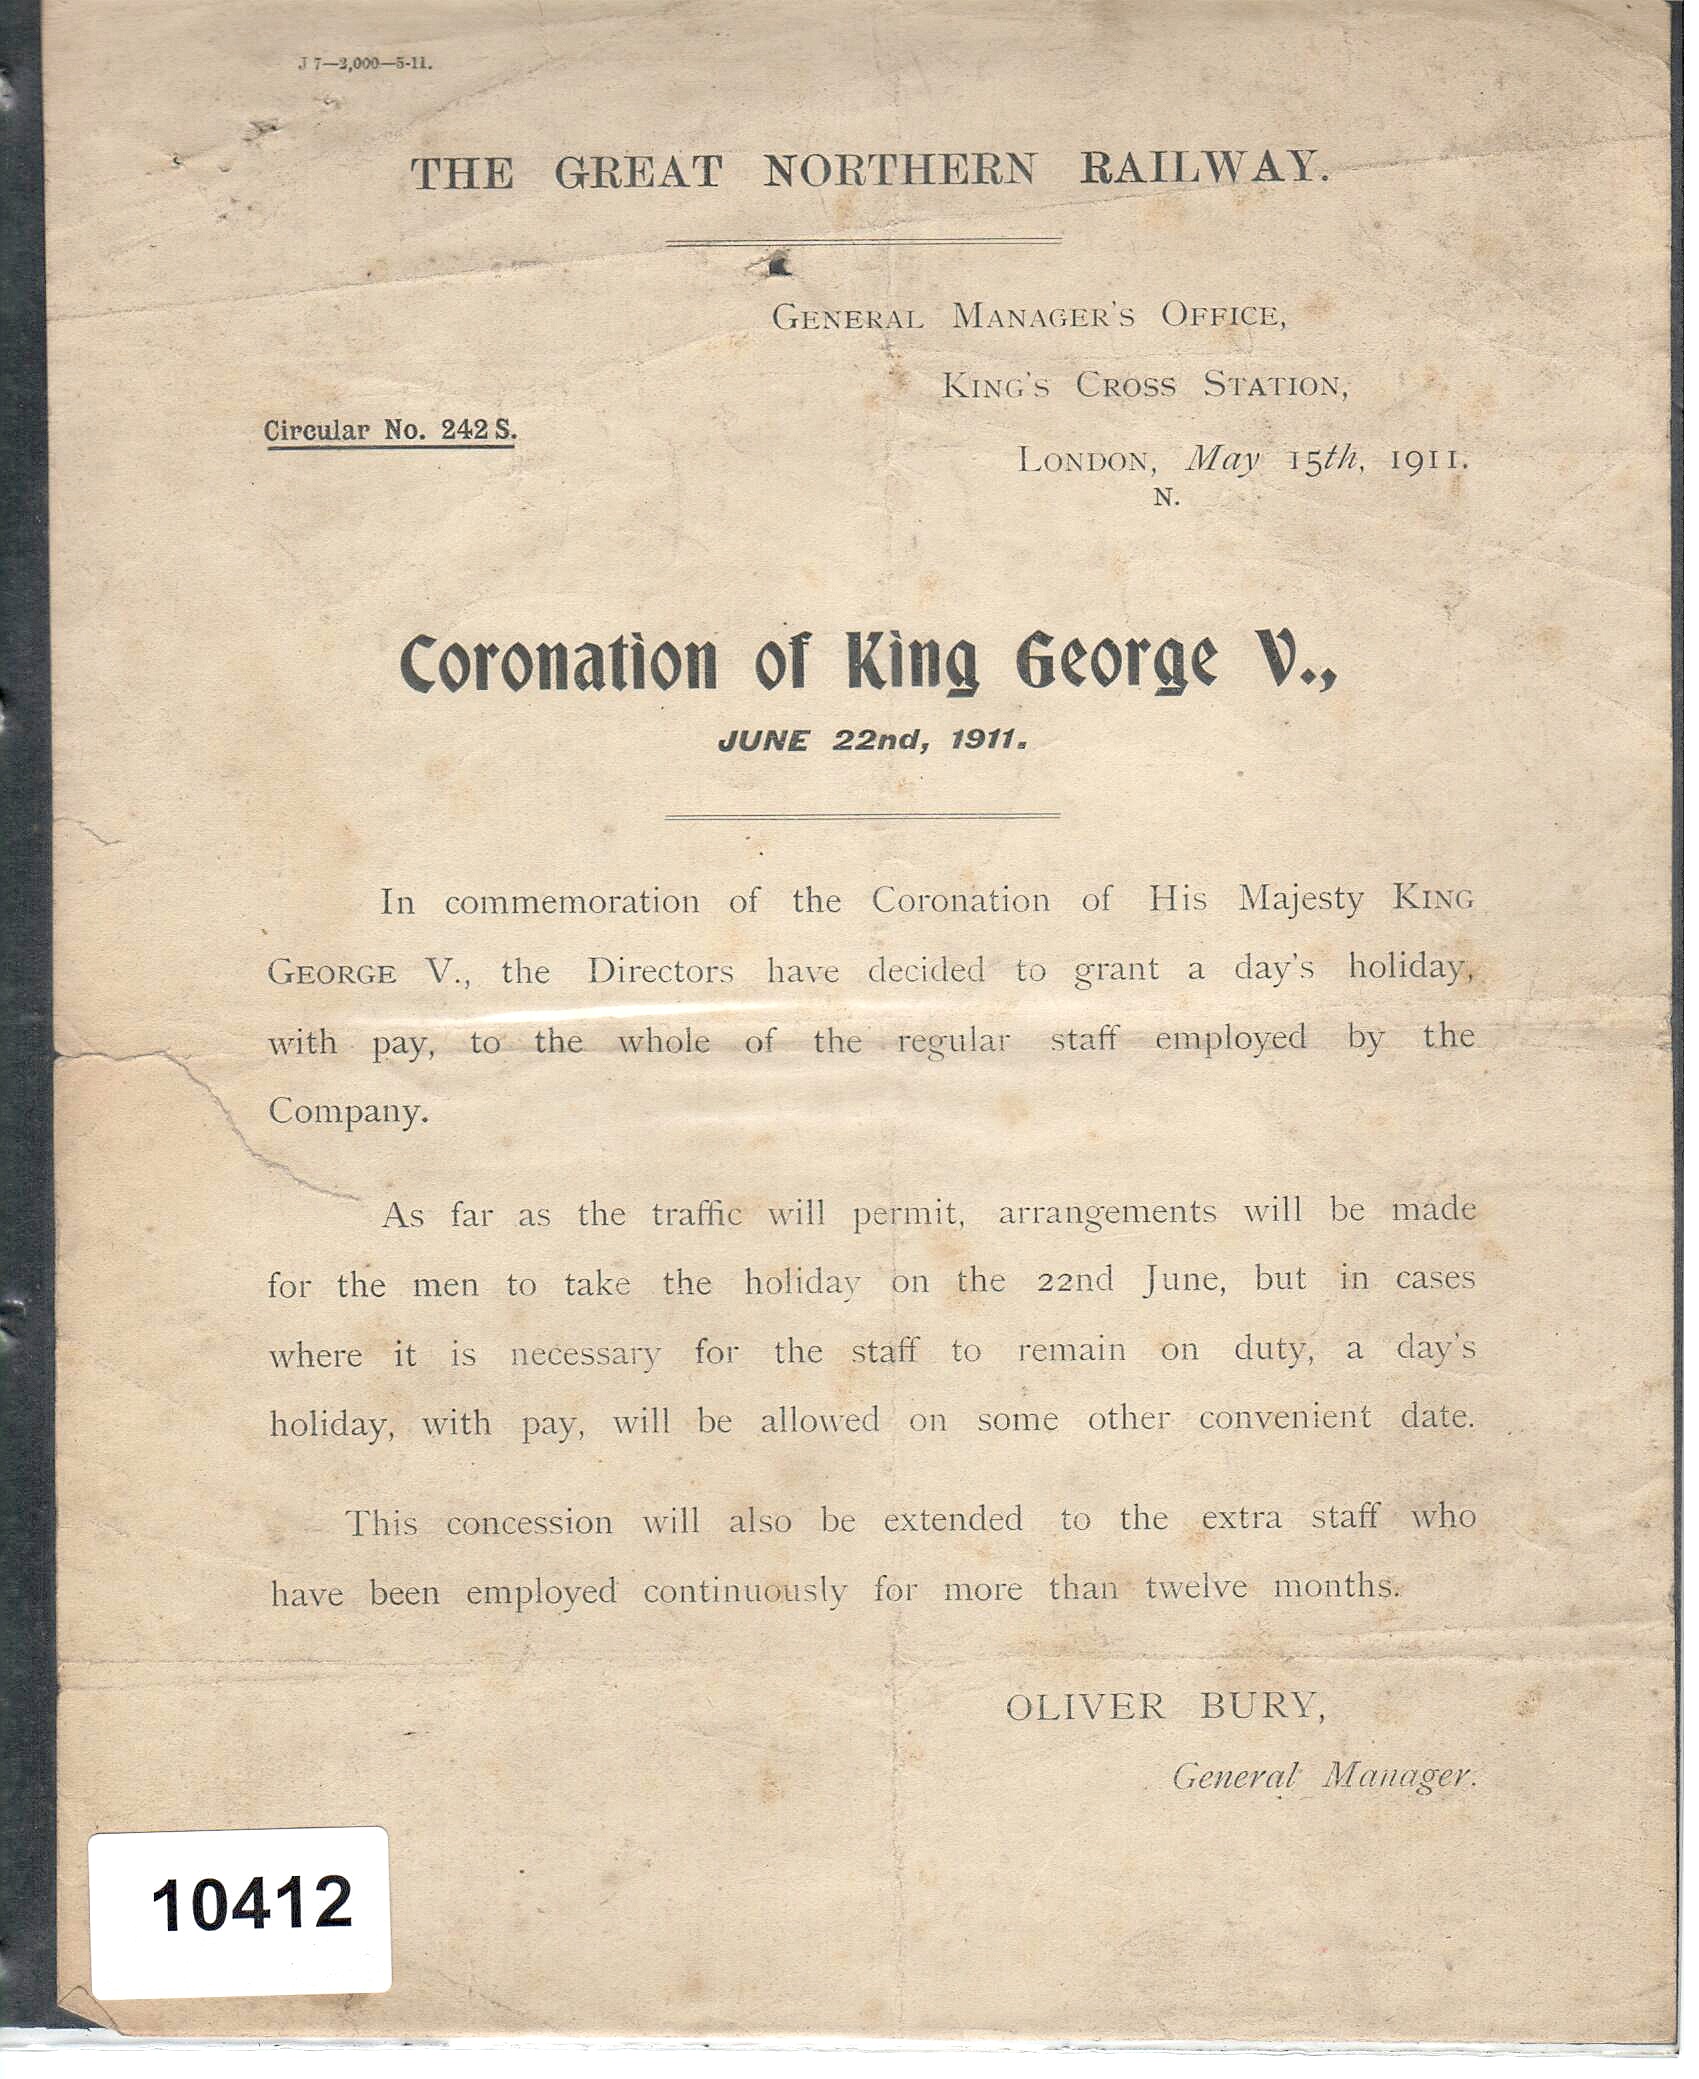 J 7—2,000—5-11.
THE GREAT NORTHERN RAILWAY.
GENERAL MANAGER'S OFFICE,
KING'S CROSS STATION,
Circular No. 242 S.
LONDON, May 15th, 1911.
N.
Coronation of King George V.,
JUNE 22nd, 1911.
In commemoration of the Coronation of His Majesty KING
GEORGE V., the Directors have decided to grant a day's holiday,
with pay, to the whole of the regular staff employed by the
Company.
As far as the traffic will permit, arrangements will be made
for the men to take the holiday on the 22nd June, but in cases
where it is necessary for the staff to remain on duty, a day's
holiday, with pay, will be allowed on some other convenient date.
This concession will also be extended to the extra staff who
have been employed continuously for more than twelve months.
OLIVER BURY,
General Manager.
10412